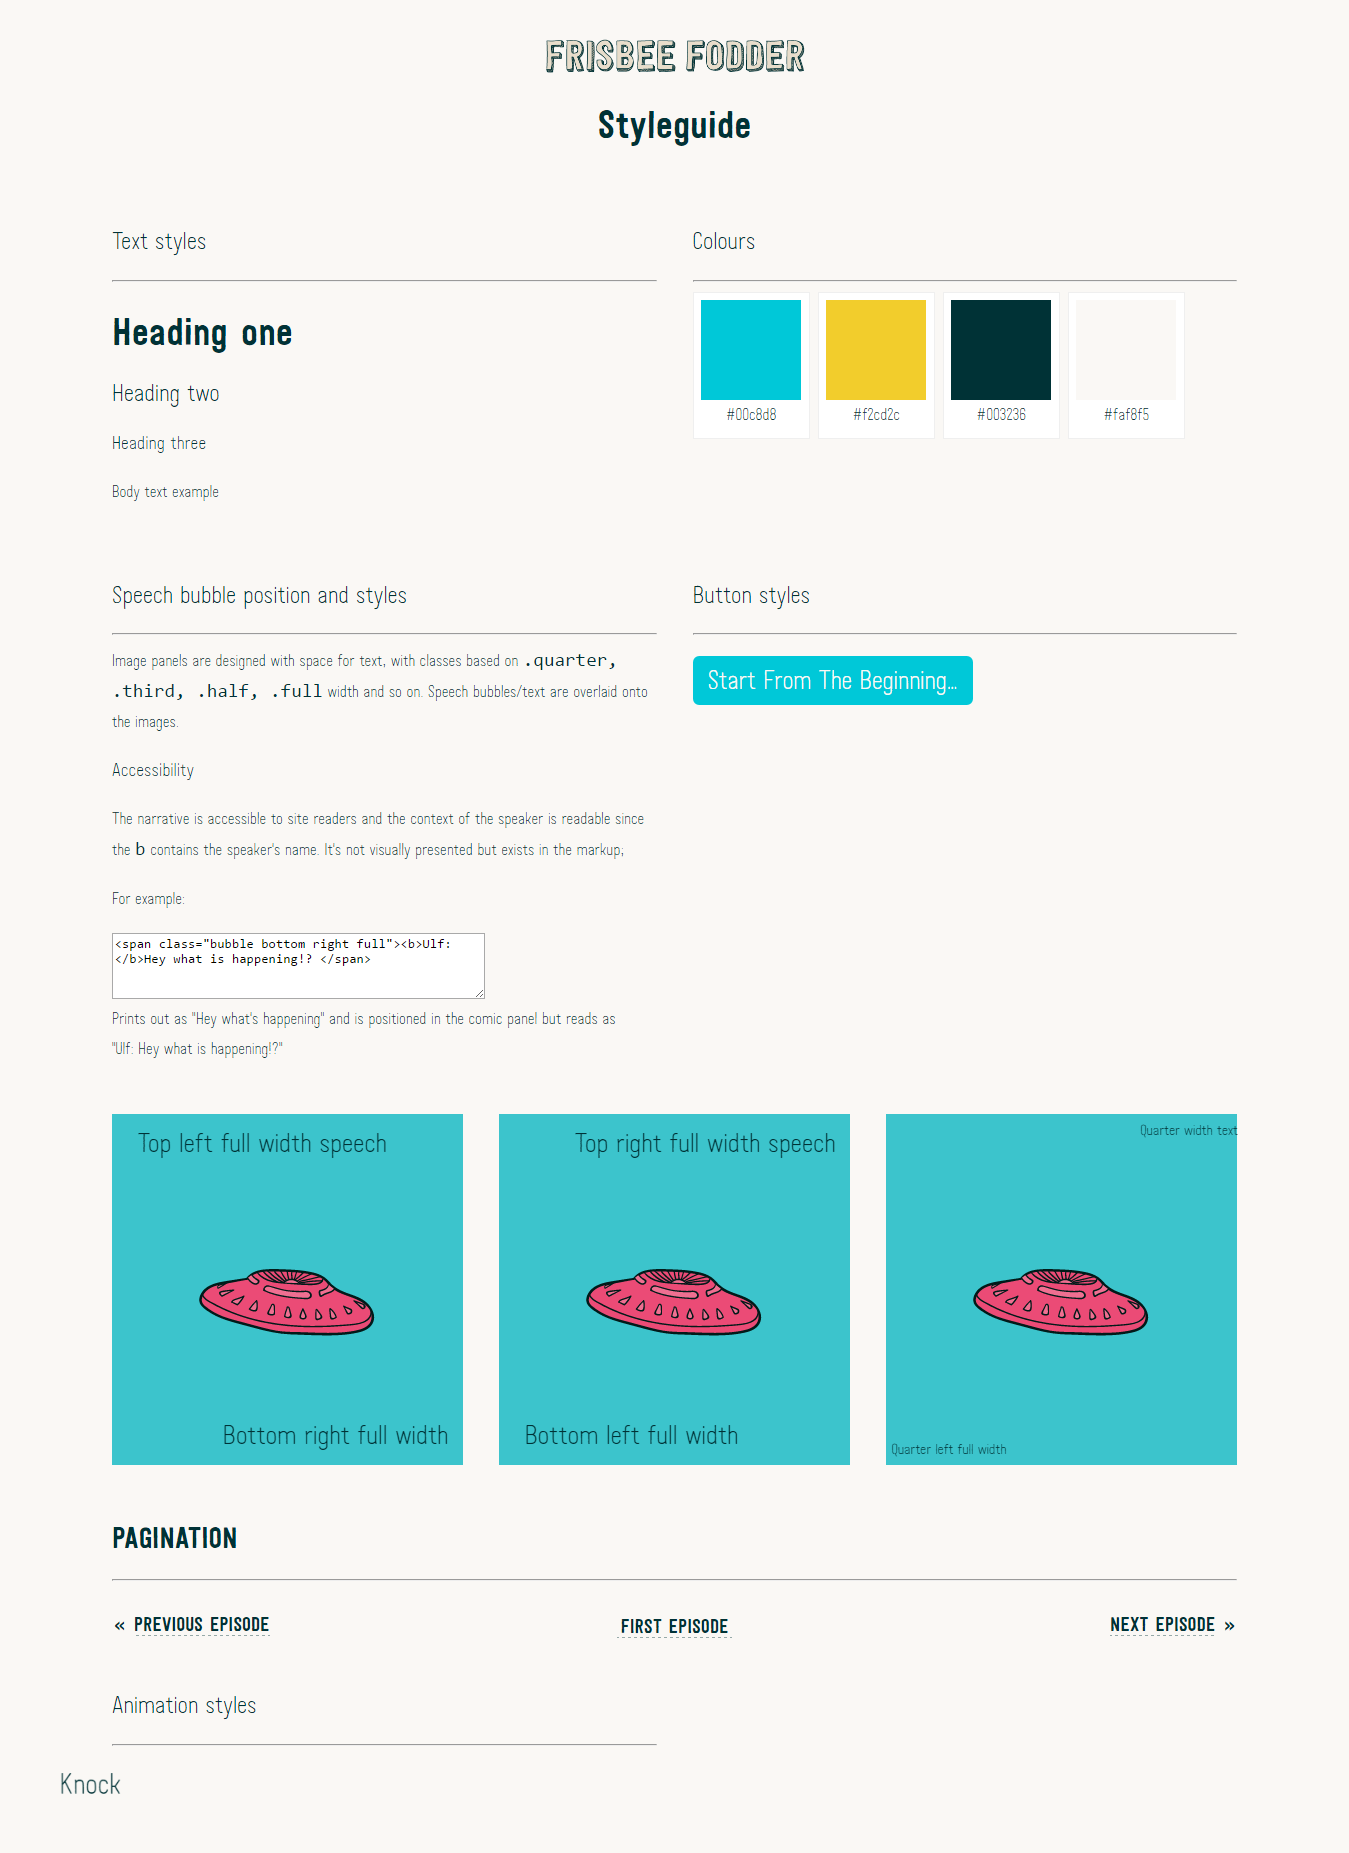 FRISBEE FODDER
Styleguide
Text styles
Heading one
Heading two
Heading three
Body text example
Colours
#00c8d8
#f2cd2c
#003236
#faf8f5
Speech bubble position and styles
Image panels are designed with space for text, with classes based on .quarter,
.third, .half, .full width and so on. Speech bubbles/text are overlaid onto
the images.
Accessibility
The narrative is accessible to site readers and the context of the speaker is readable since
the b contains the speaker's name. It's not visually presented but exists in the markup;
For example:
<span class="bubble bottom right full"><b>Ulf:
</b>Hey what is happening!? </span>
Prints out as "Hey what's happening" and is positioned in the comic panel but reads as
"Ulf: Hey what is happening!?"
Button styles
Start From The Beginning...
Top left full width speech
Bottom right full width
Top right full width speech
Bottom left full width
Quarter width text
Quarter left full width
PAGINATION
« PREVIOUS EPISODE
FIRST EPISODE
NEXT EPISODE »
Animation styles
Knock